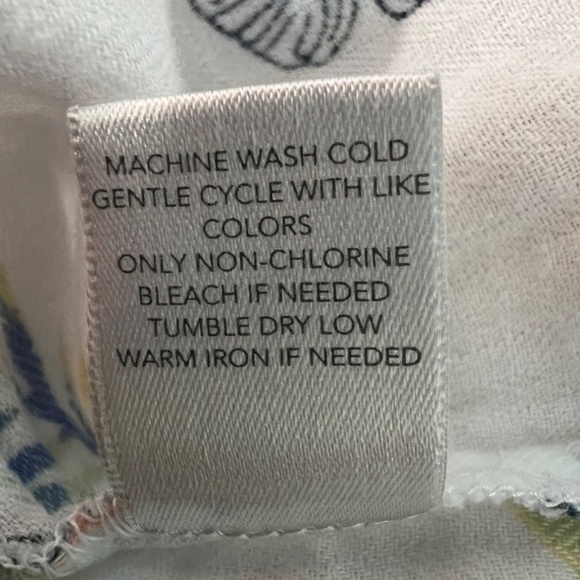 MACHINE WASH COLD
GENTLE CYCLE WITH LIKE
COLORS
ONLY NON-CHLORINE
BLEACH IF NEEDED
TUMBLE DRY LOW
WARM IRON IF NEEDED